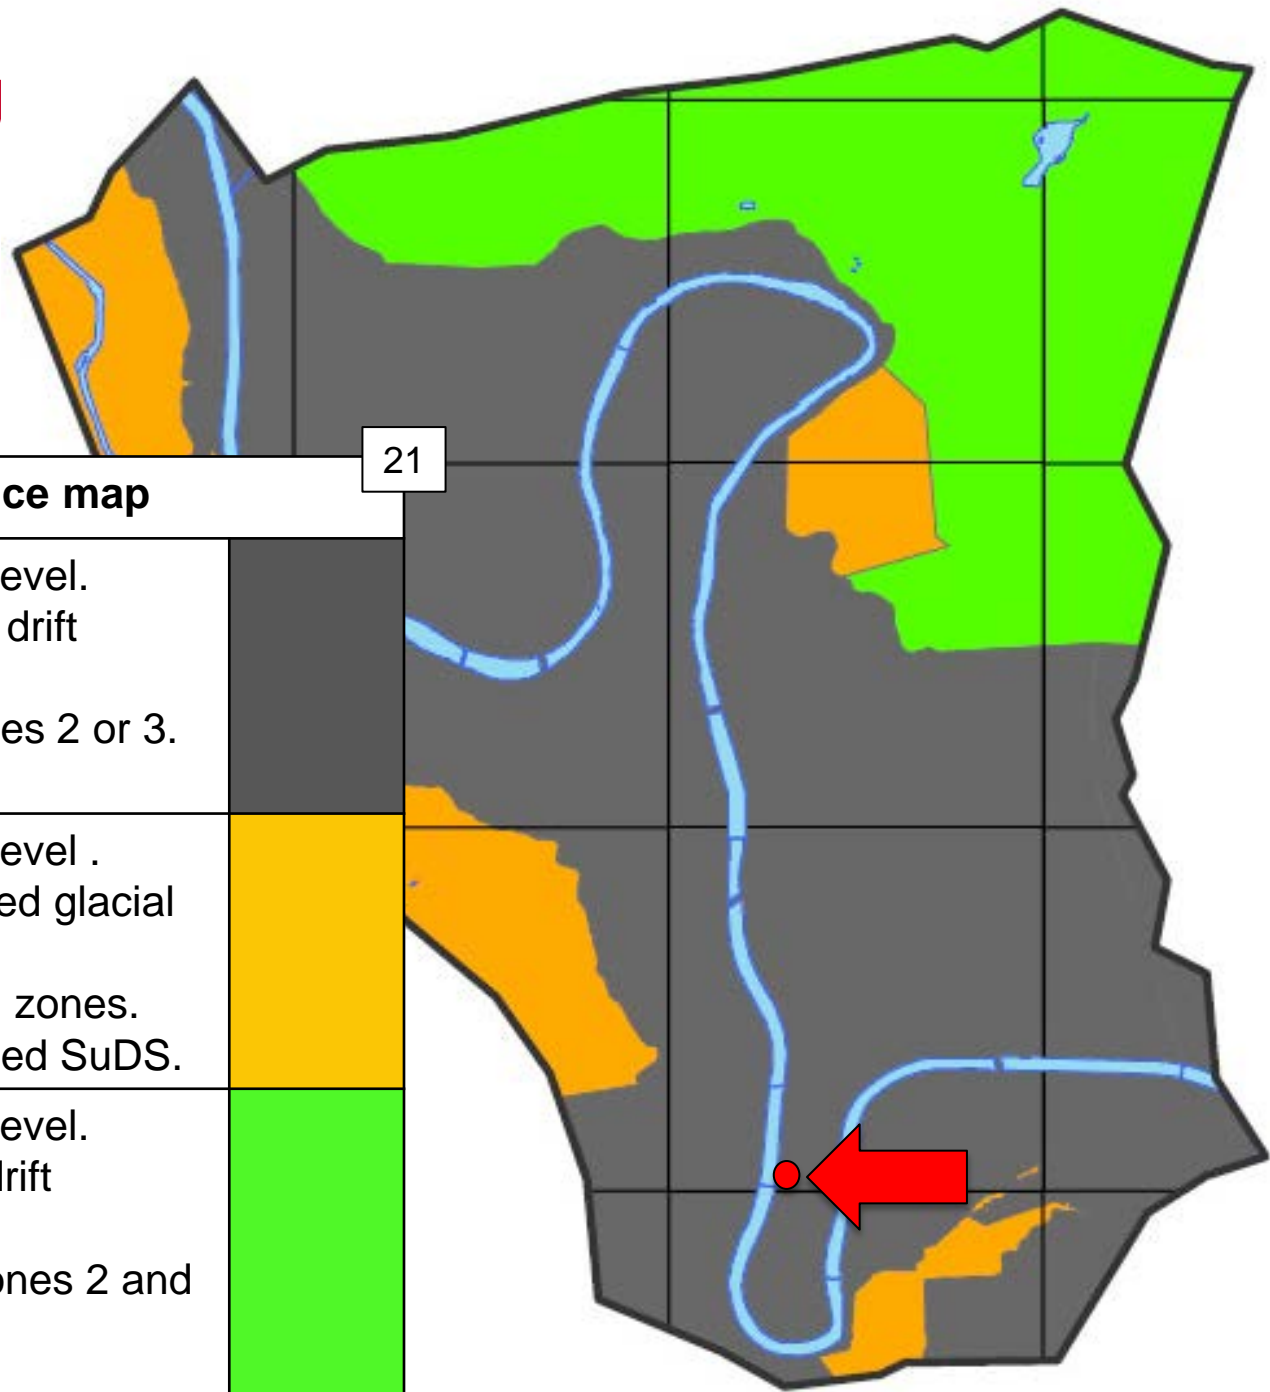 21
ce map
evel.
drift
es 2 or 3.
evel .
ed glacial
zones.
ed SuDS.
evel.
drift
ones 2 and